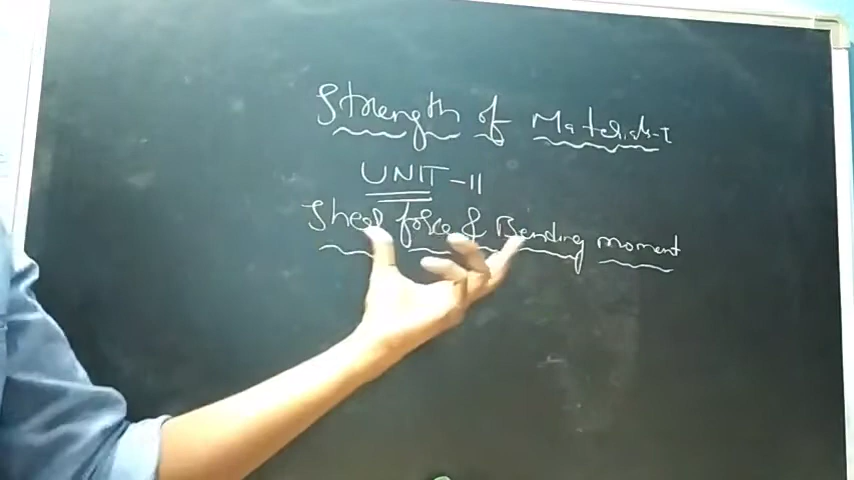 Strength of Materials-I
UNIT-II
Shear force & Bending moment